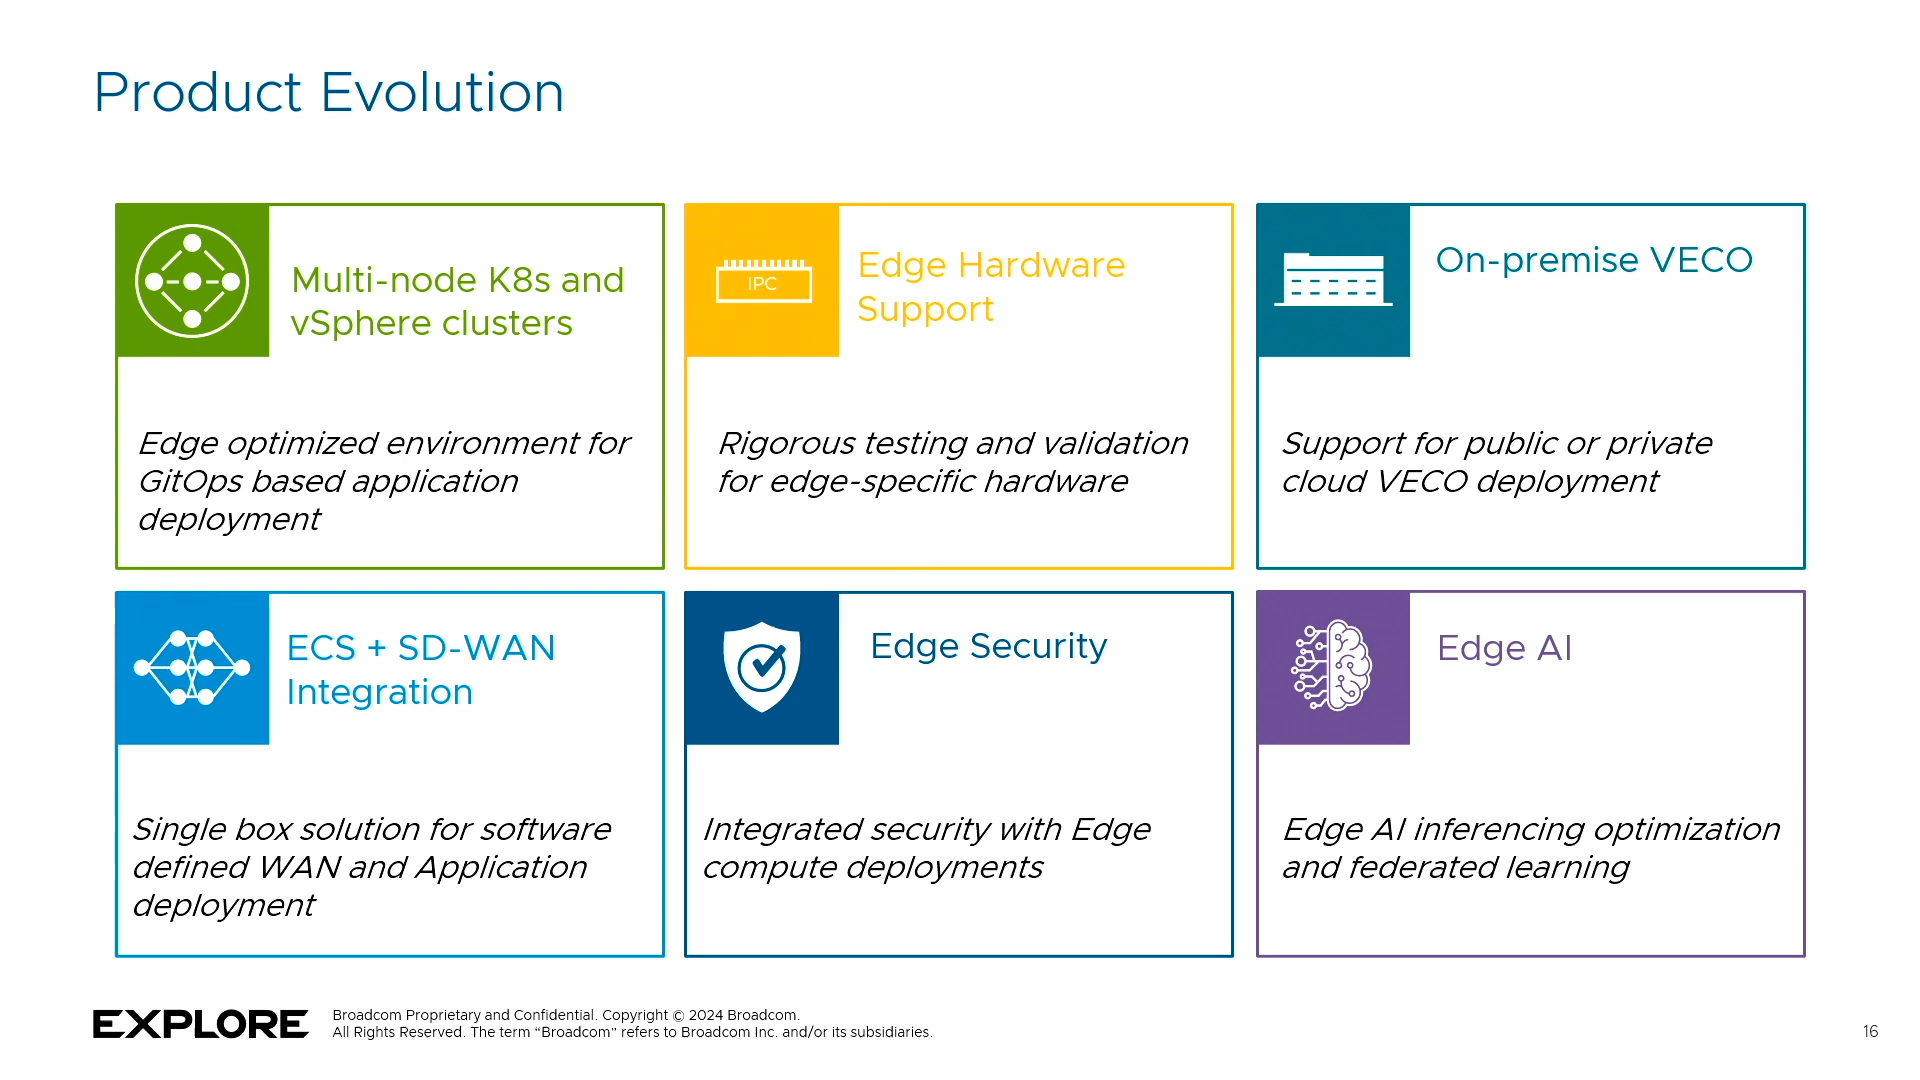 Product Evolution
Multi-node K8s and
vSphere clusters
Edge optimized environment for
GitOps based application
deployment
IPC
Edge Hardware
Support
Rigorous testing and validation
for edge-specific hardware
On-premise VECO
Support for public or private
cloud VECO deployment
ECS + SD-WAN
Integration
Single box solution for software
defined WAN and Application
deployment
Edge Security
Integrated security with Edge
compute deployments
Edge AI
Edge AI inferencing optimization
and federated learning
EXPLORE
Broadcom Proprietary and Confidential. Copyright © 2024 Broadcom.
All Rights Reserved. The term “Broadcom” refers to Broadcom Inc. and/or its subsidiaries.
16